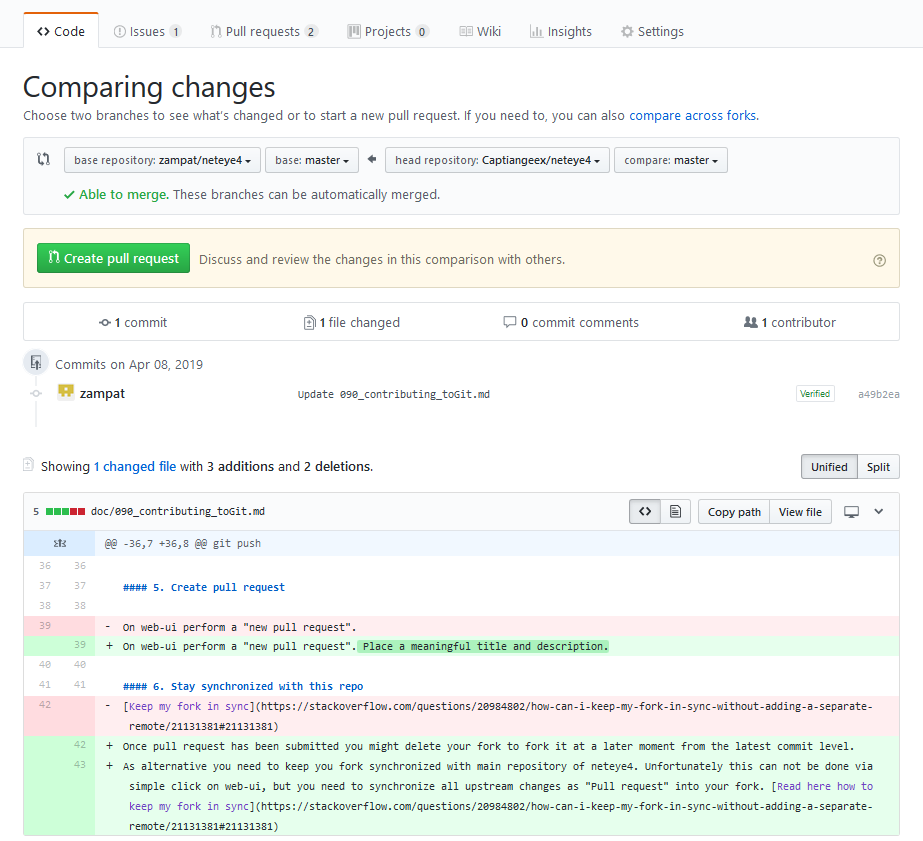 Code Issues 1 Pull requests 2 Projects 0 Wiki Insights Settings
Comparing changes
Choose two branches to see what's changed or to start a new pull request. If you need to, you can also compare across forks.
base repository: zampat/neteye4 base: master head repository: Captiangeex/neteye4 compare: master
Able to merge. These branches can be automatically merged.
Create pull request Discuss and review the changes in this comparison with others.
1 commit 1 file changed 0 commit comments 1 contributor
Commits on Apr 08, 2019
zampat Update 090_contributing_toGit.md Verified a49b2ea
Showing 1 changed file with 3 additions and 2 deletions. Unified Split
5 doc/090_contributing_toGit.md Copy path View file
@@ -36,7 +36,8 @@ git push
36 36
37 37 #### 5. Create pull request
38 38
39 - On web-ui perform a "new pull request".
39 + On web-ui perform a "new pull request". Place a meaningful title and description.
40 40
41 41 #### 6. Stay synchronized with this repo
42 - [Keep my fork in sync](https://stackoverflow.com/questions/20984802/how-can-i-keep-my-fork-in-sync-without-adding-a-separate-
remote/21131381#21131381)
42 + Once pull request has been submitted you might delete your fork to fork it at a later moment from the latest commit level.
43 + As alternative you need to keep you fork synchronized with main repository of neteye4. Unfortunately this can not be done via
simple click on web-ui, but you need to synchronize all upstream changes as "Pull request" into your fork. [Read here how to
keep my fork in sync](https://stackoverflow.com/questions/20984802/how-can-i-keep-my-fork-in-sync-without-adding-a-separate-
remote/21131381#21131381)